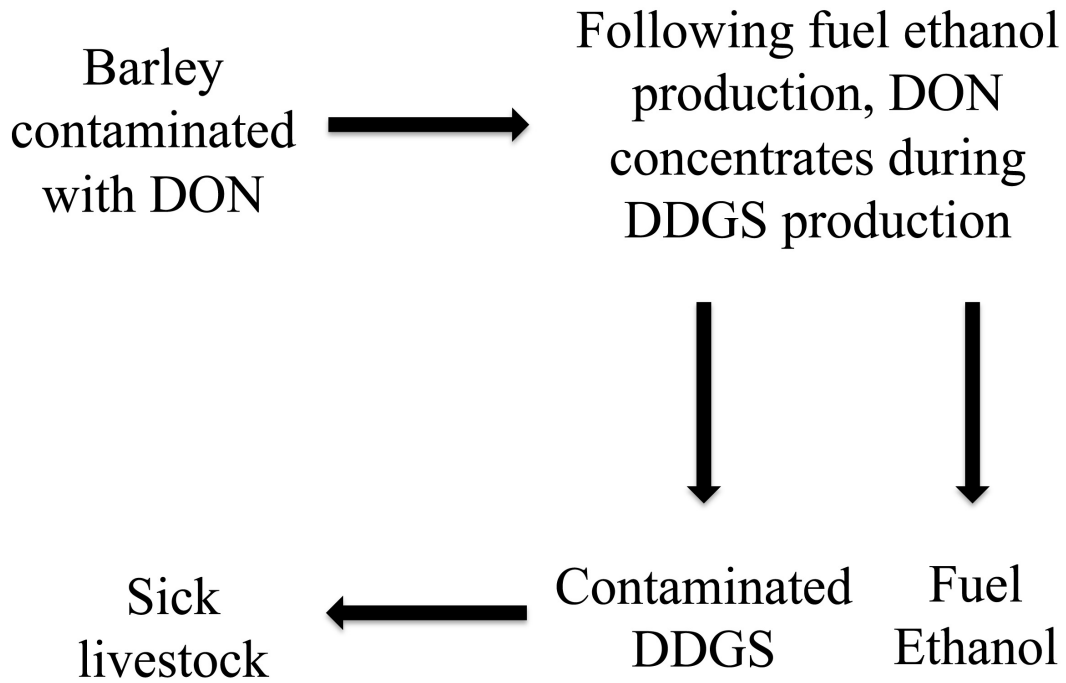 Barley
contaminated
with DON
Following fuel ethanol
production, DON
concentrates during
DDGS production
Sick
livestock
Contaminated
DDGS
Fuel
Ethanol